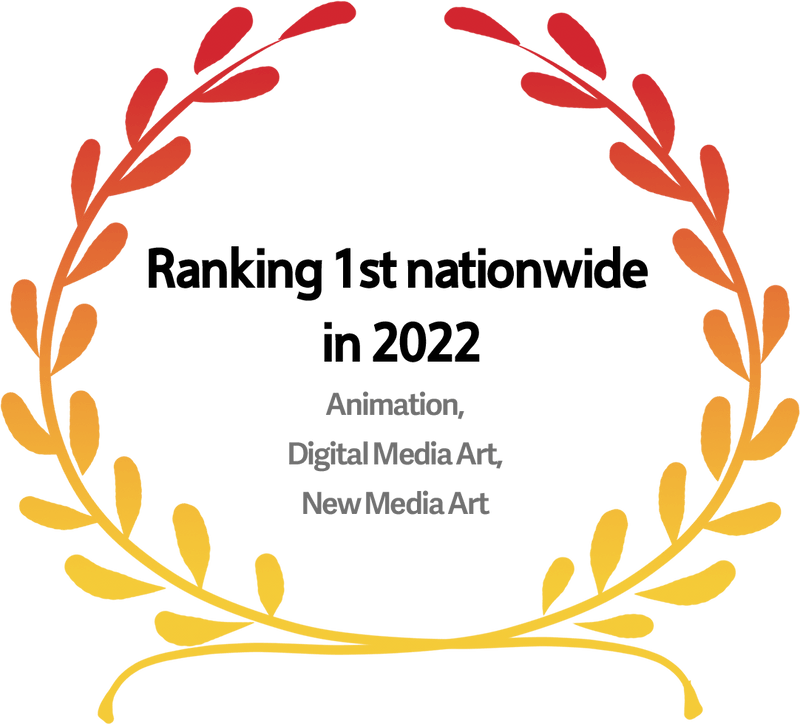 Ranking 1st nationwide
in 2022
Animation,
Digital Media Art,
New Media Art